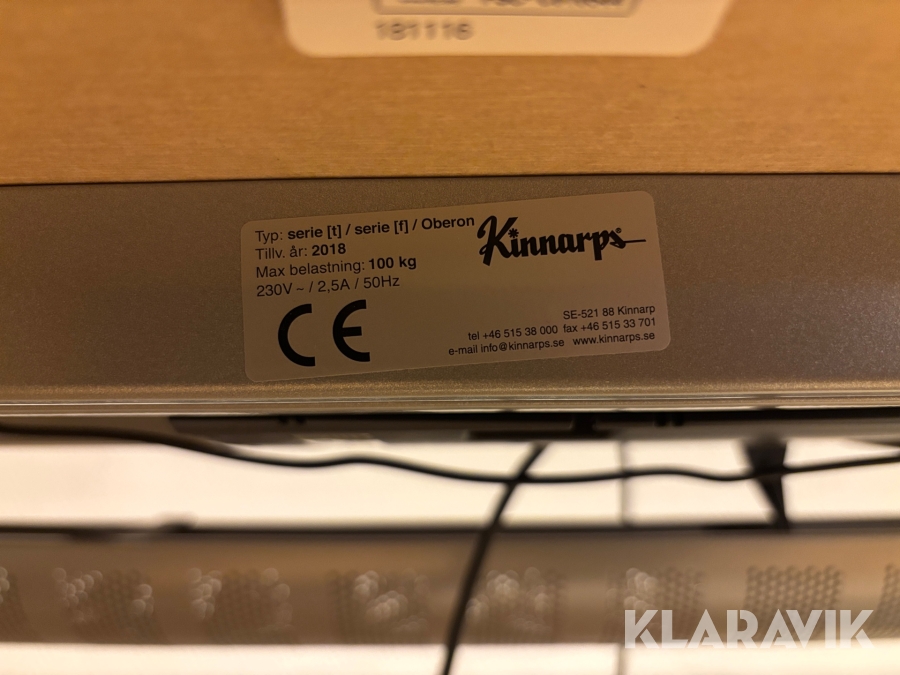 181116
Typ: serie [t] / serie [f] / Oberon
Tillv. år: 2018
Max belastning: 100 kg
230V ~ / 2,5A / 50Hz
CE
Kinnarps
SE-521 88 Kinnarp
tel +46 515 38 000 fax +46 515 33 701
e-mail info@kinnarps.se www.kinnarps.se
KLARAVIK